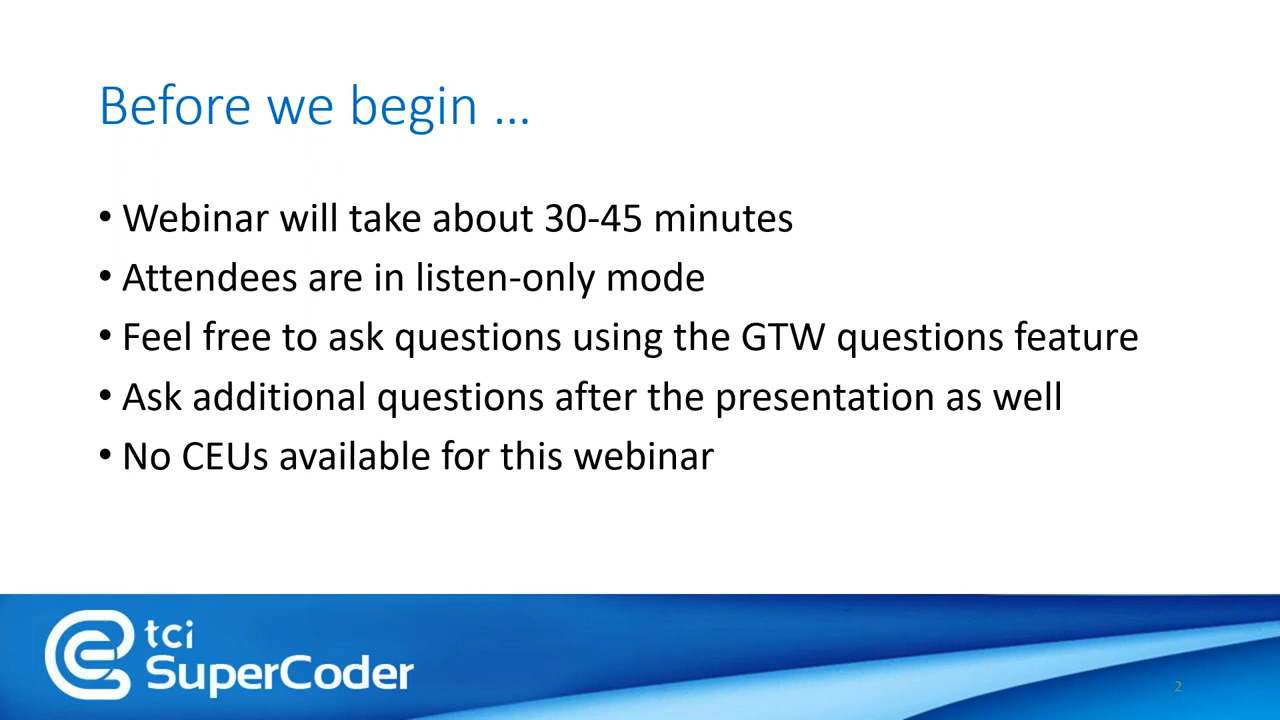 Before we begin ...
• Webinar will take about 30-45 minutes
• Attendees are in listen-only mode
• Feel free to ask questions using the GTW questions feature
• Ask additional questions after the presentation as well
• No CEUs available for this webinar
tci
SuperCoder
2